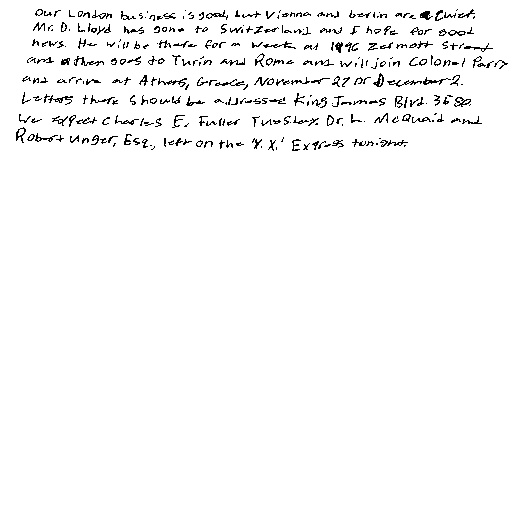 Our London business is good, but Vienna and berlin are quiet.
Mr. D. Lloyd has gone to Switzerland and I hope for good
news. He will be there for a week at 1996 Zermott Street
and then goes to Turin and Rome and will join Colonel Parry
and arrive at Athens, Greece, November 27 or December 2.
Letters there should be addressed King James Blvd. 3580.
We expect Charles E. Fuller Tuesday. Dr. L. McQuaid and
Robert Unger, Esq., left on the 'Y. X.' Express tonight.